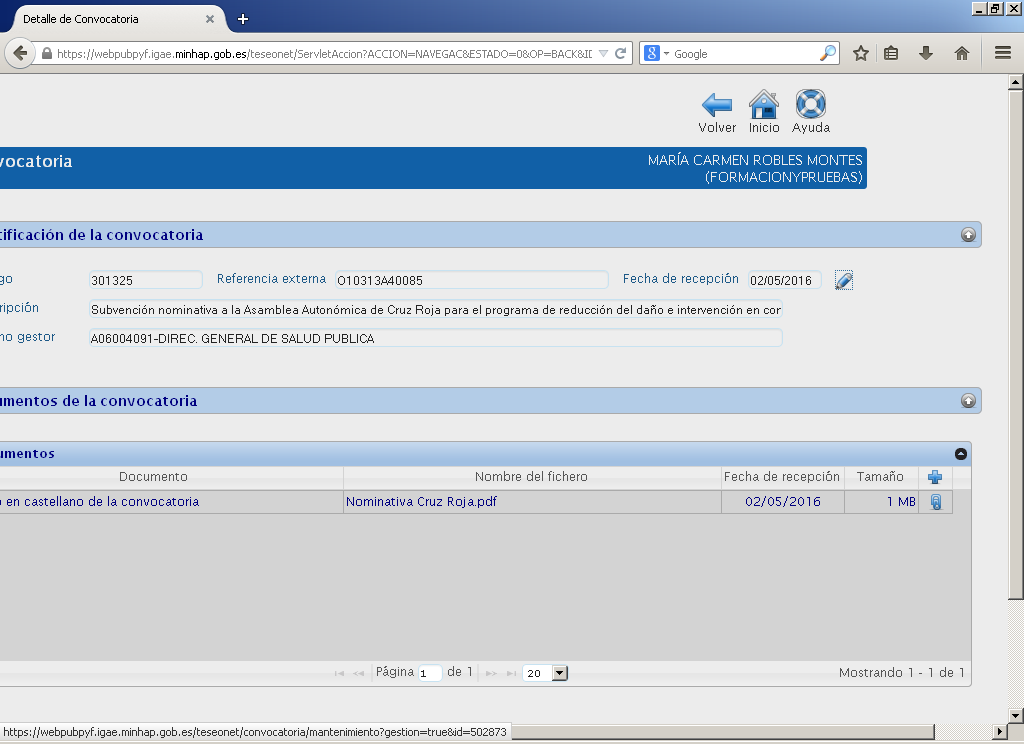 Detalle de Convocatoria
https://webpubpyf.igae.minhap.gob.es/teseonet/ServletAccion?ACCION=NAVEGAC&ESTADO=0&OP=BACK&ID
Google
Volver Inicio Ayuda
vocatoria
MARÍA CARMEN ROBLES MONTES
(FORMACIONYPRUEBAS)
tificación de la convocatoria
go 301325 Referencia externa O10313A40085 Fecha de recepción 02/05/2016
ripción Subvención nominativa a la Asamblea Autonómica de Cruz Roja para el programa de reducción del daño e intervención en cor
no gestor A06004091-DIREC. GENERAL DE SALUD PUBLICA
umentos de la convocatoria
umentos
Documento Nombre del fichero Fecha de recepción Tamaño
o en castellano de la convocatoria Nominativa Cruz Roja.pdf 02/05/2016 1 MB
Página 1 de 1 20 Mostrando 1 - 1 de 1
https://webpubpyf.igae.minhap.gob.es/teseonet/convocatoria/mantenimiento?gestion=true&id=502873